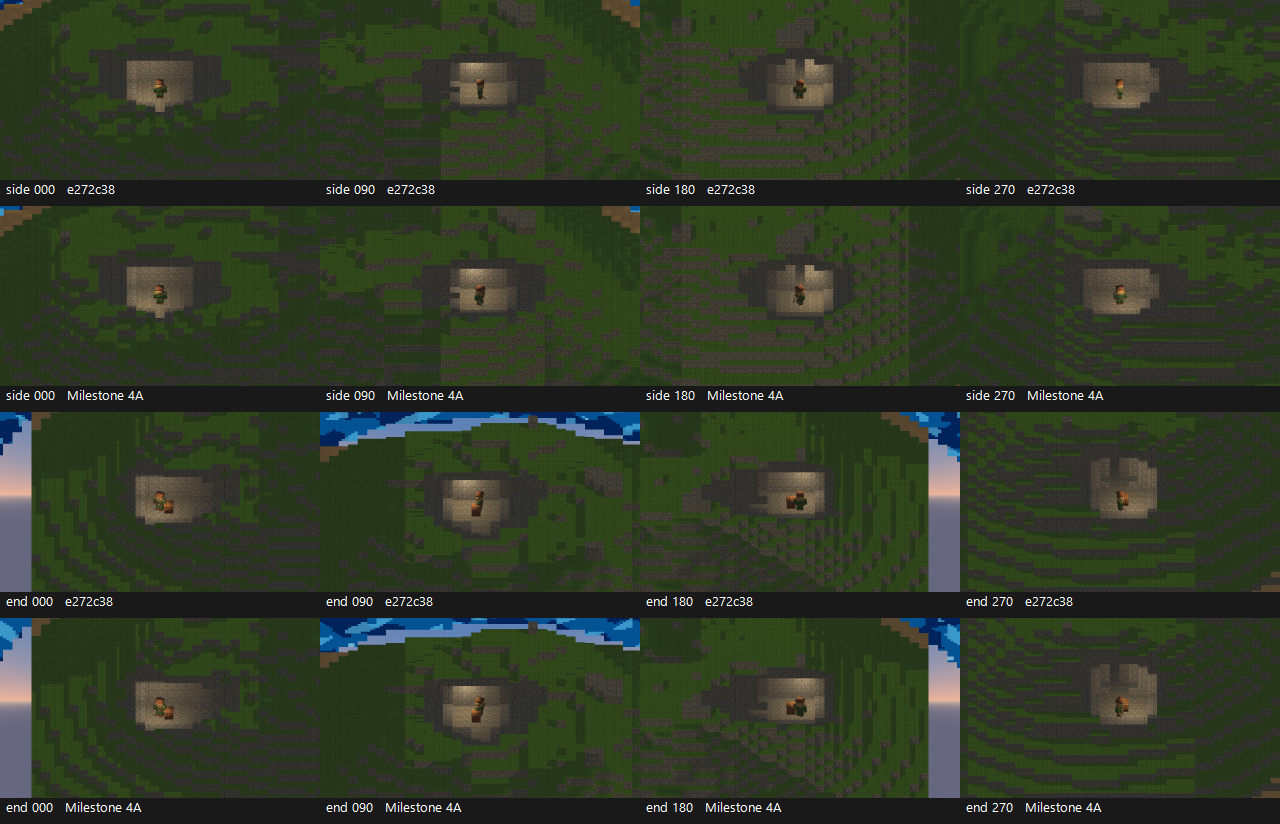 side 000 e272c38
side 090 e272c38
side 180 e272c38
side 270 e272c38
side 000 Milestone 4A
side 090 Milestone 4A
side 180 Milestone 4A
side 270 Milestone 4A
end 000 e272c38
end 090 e272c38
end 180 e272c38
end 270 e272c38
end 000 Milestone 4A
end 090 Milestone 4A
end 180 Milestone 4A
end 270 Milestone 4A